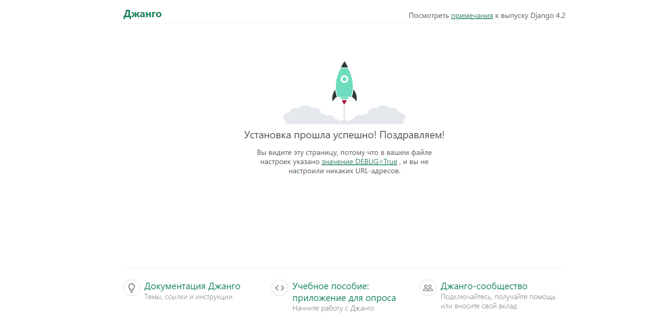 Джанго
Посмотреть примечания к выпуску Django 4.2
Установка прошла успешно! Поздравляем!
Вы видите эту страницу, потому что в вашем файле
настроек указано значение DEBUG=True , и вы не
настроили никаких URL-адресов.
Документация Джанго
Темы, ссылки и инструкции
Учебное пособие:
приложение для опроса
Начните работу с Джанго
Джанго-сообщество
Подключайтесь, получайте помощь
или вносите свой вклад